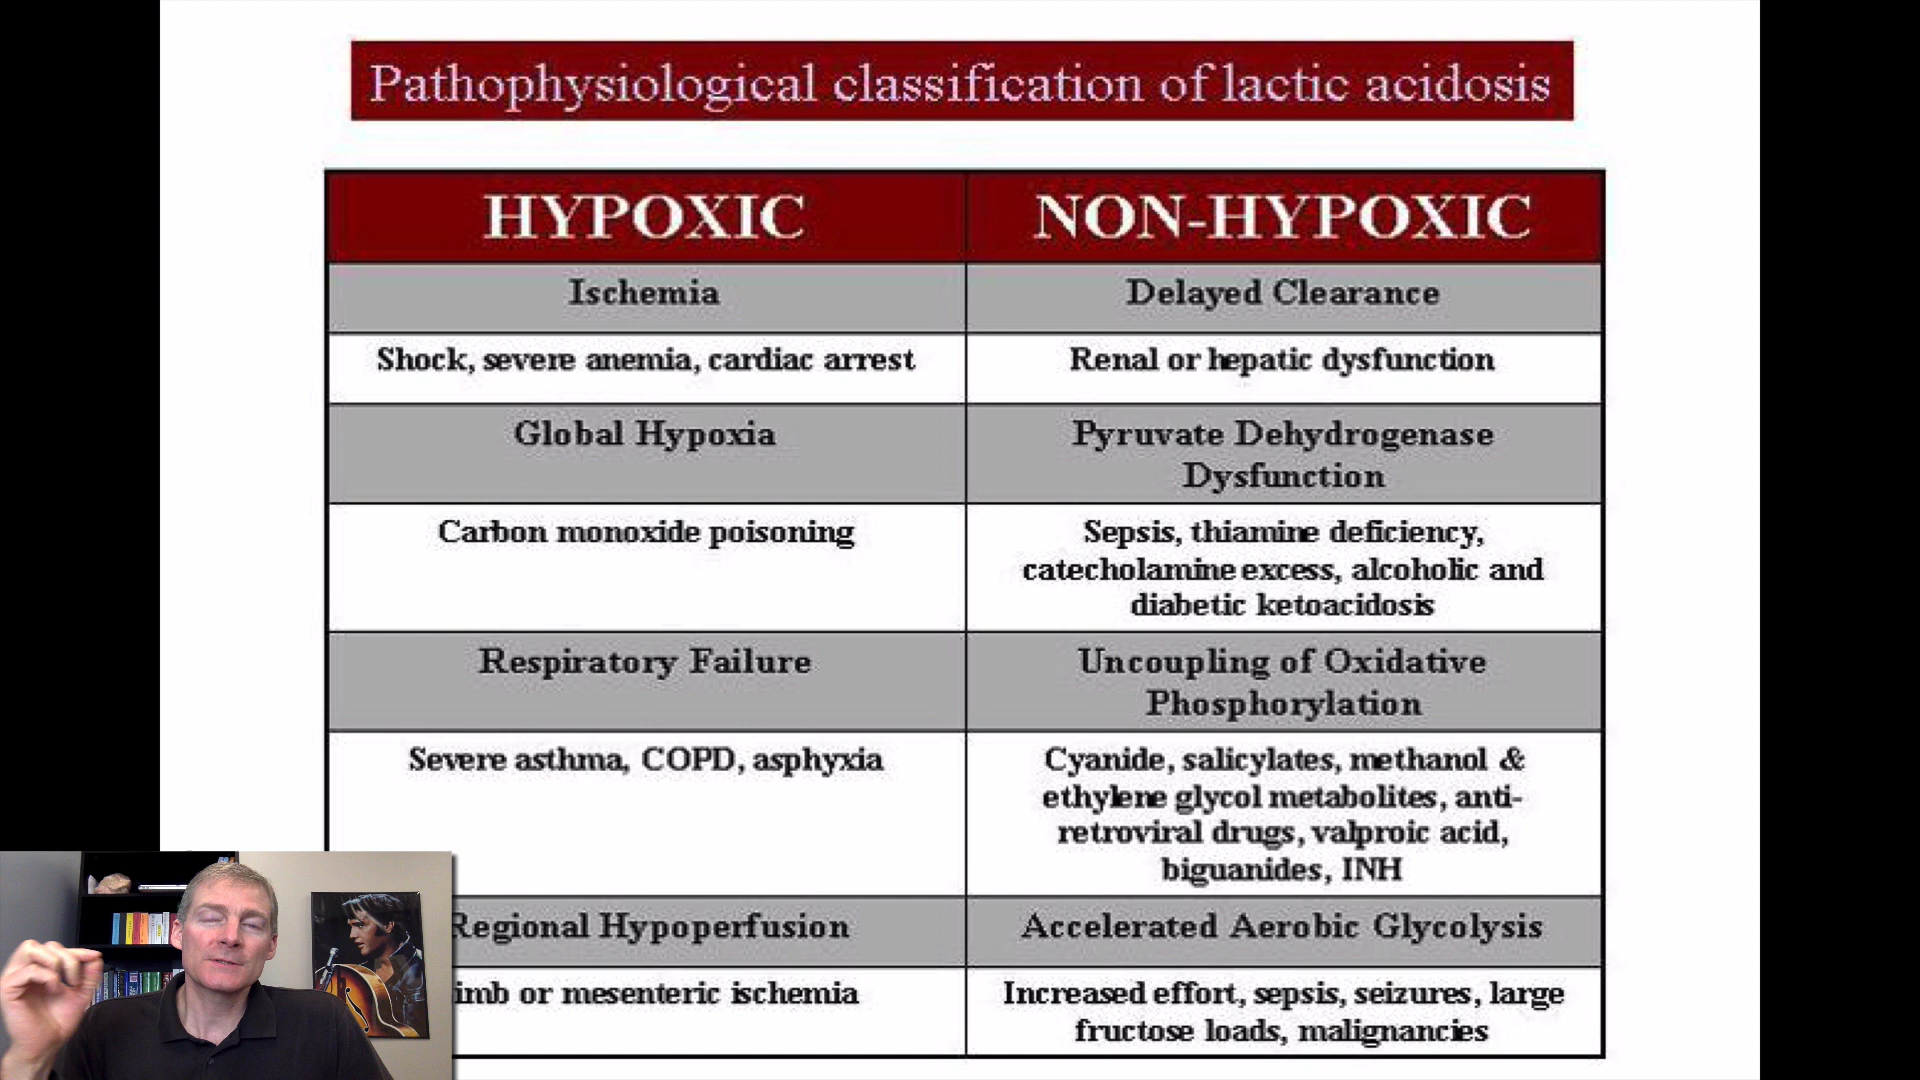 Pathophysiological classification of lactic acidosis
HYPOXIC
NON-HYPOXIC
Ischemia
Delayed Clearance
Shock, severe anemia, cardiac arrest
Renal or hepatic dysfunction
Global Hypoxia
Pyruvate Dehydrogenase
Dysfunction
Carbon monoxide poisoning
Sepsis, thiamine deficiency,
catecholamine excess, alcoholic and
diabetic ketoacidosis
Respiratory Failure
Uncoupling of Oxidative
Phosphorylation
Severe asthma, COPD, asphyxia
Cyanide, salicylates, methanol &
ethylene glycol metabolites, anti-
retroviral drugs, valproic acid,
biguanides, INH
Regional Hypoperfusion
Accelerated Aerobic Glycolysis
imb or mesenteric ischemia
Increased effort, sepsis, seizures, large
fructose loads, malignancies